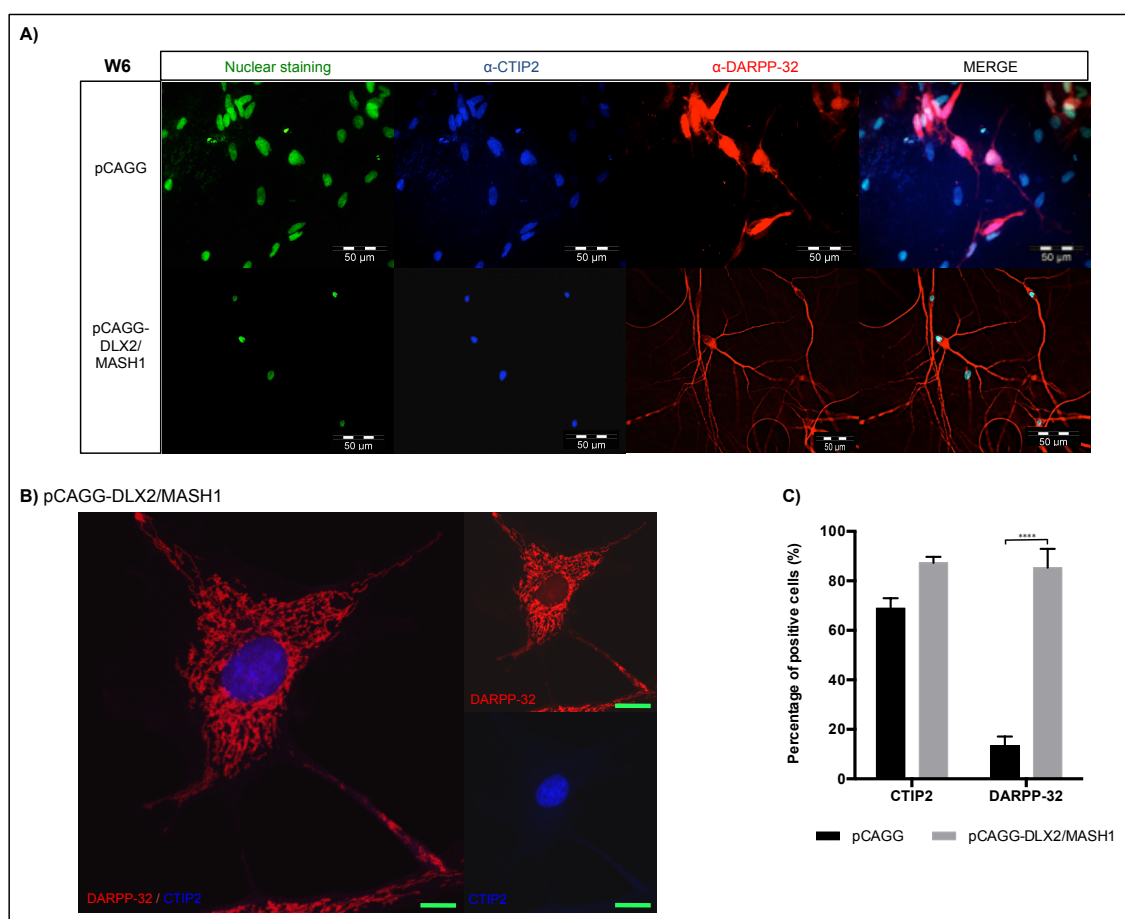 A)
W6 Nuclear staining α-CTIP2 α-DARPP-32 MERGE
pCAGG
50 µm 50 µm 50 µm 50 µm
pCAGG-
DLX2/
MASH1
50 µm 50 µm 50 µm 50 µm
B) pCAGG-DLX2/MASH1
DARPP-32 / CTIP2
DARPP-32
CTIP2
C)
Percentage of positive cells (%)
100
80
60
40
20
0
****
CTIP2 DARPP-32
pCAGG pCAGG-DLX2/MASH1